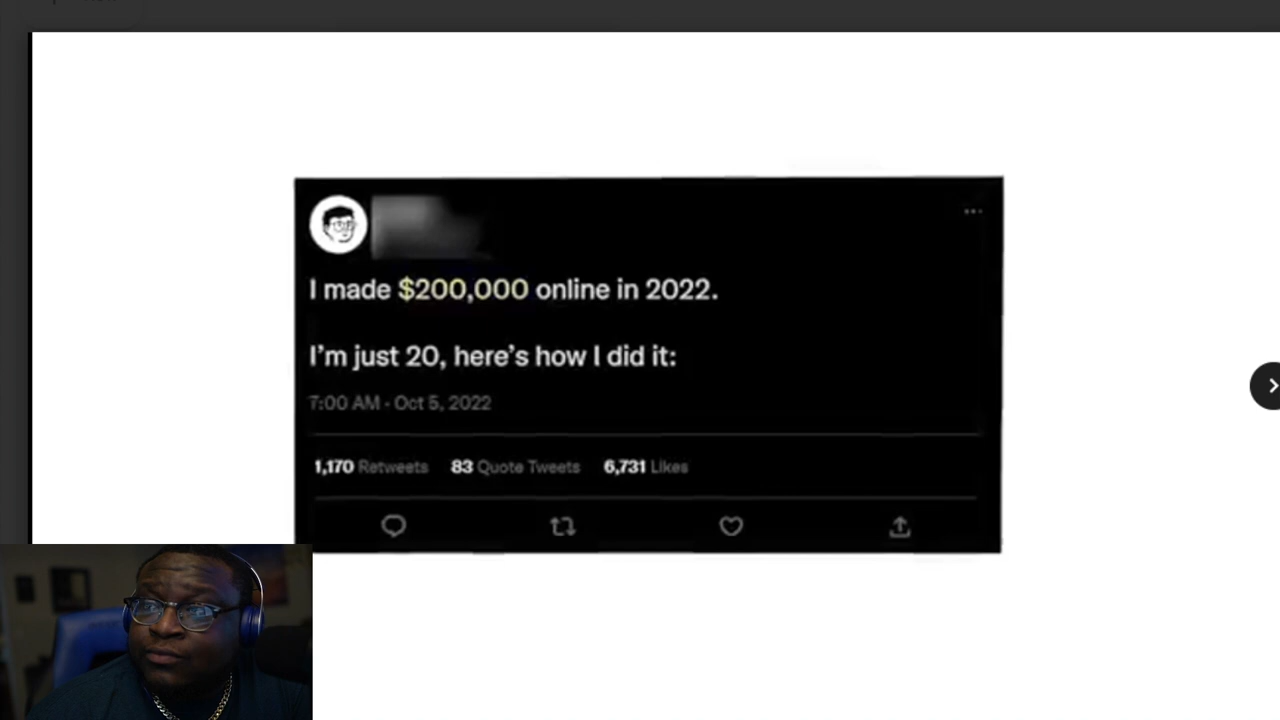 I made $200,000 online in 2022.
I'm just 20, here's how I did it:
7:00 AM · Oct 5, 2022
1,170 Retweets 83 Quote Tweets 6,731 Likes